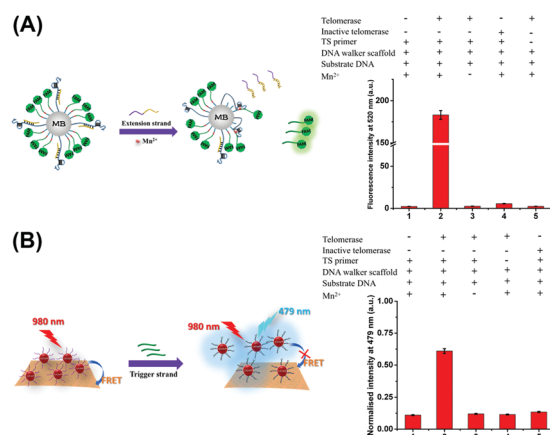 (A)
MB
Extension strand
Mn2+
MB
Telomerase - + + - +
Inactive telomerase - - - + -
TS primer + + + + -
DNA walker scaffold + + + + +
Substrate DNA + + + + +
Mn2+ + + - + +
Fluorescence intensity at 520 nm (a.u.)
200
150
50
0
1 2 3 4 5
(B)
980 nm
FRET
Trigger strand
980 nm
479 nm
FRET
Telomerase - + + + -
Inactive telomerase - - - - +
TS primer + + + - +
DNA walker scaffold + + + + +
Substrate DNA + + + + +
Mn2+ + + - + +
Normalised intensity at 479 nm (a.u.)
1.0
0.8
0.6
0.4
0.2
0.0